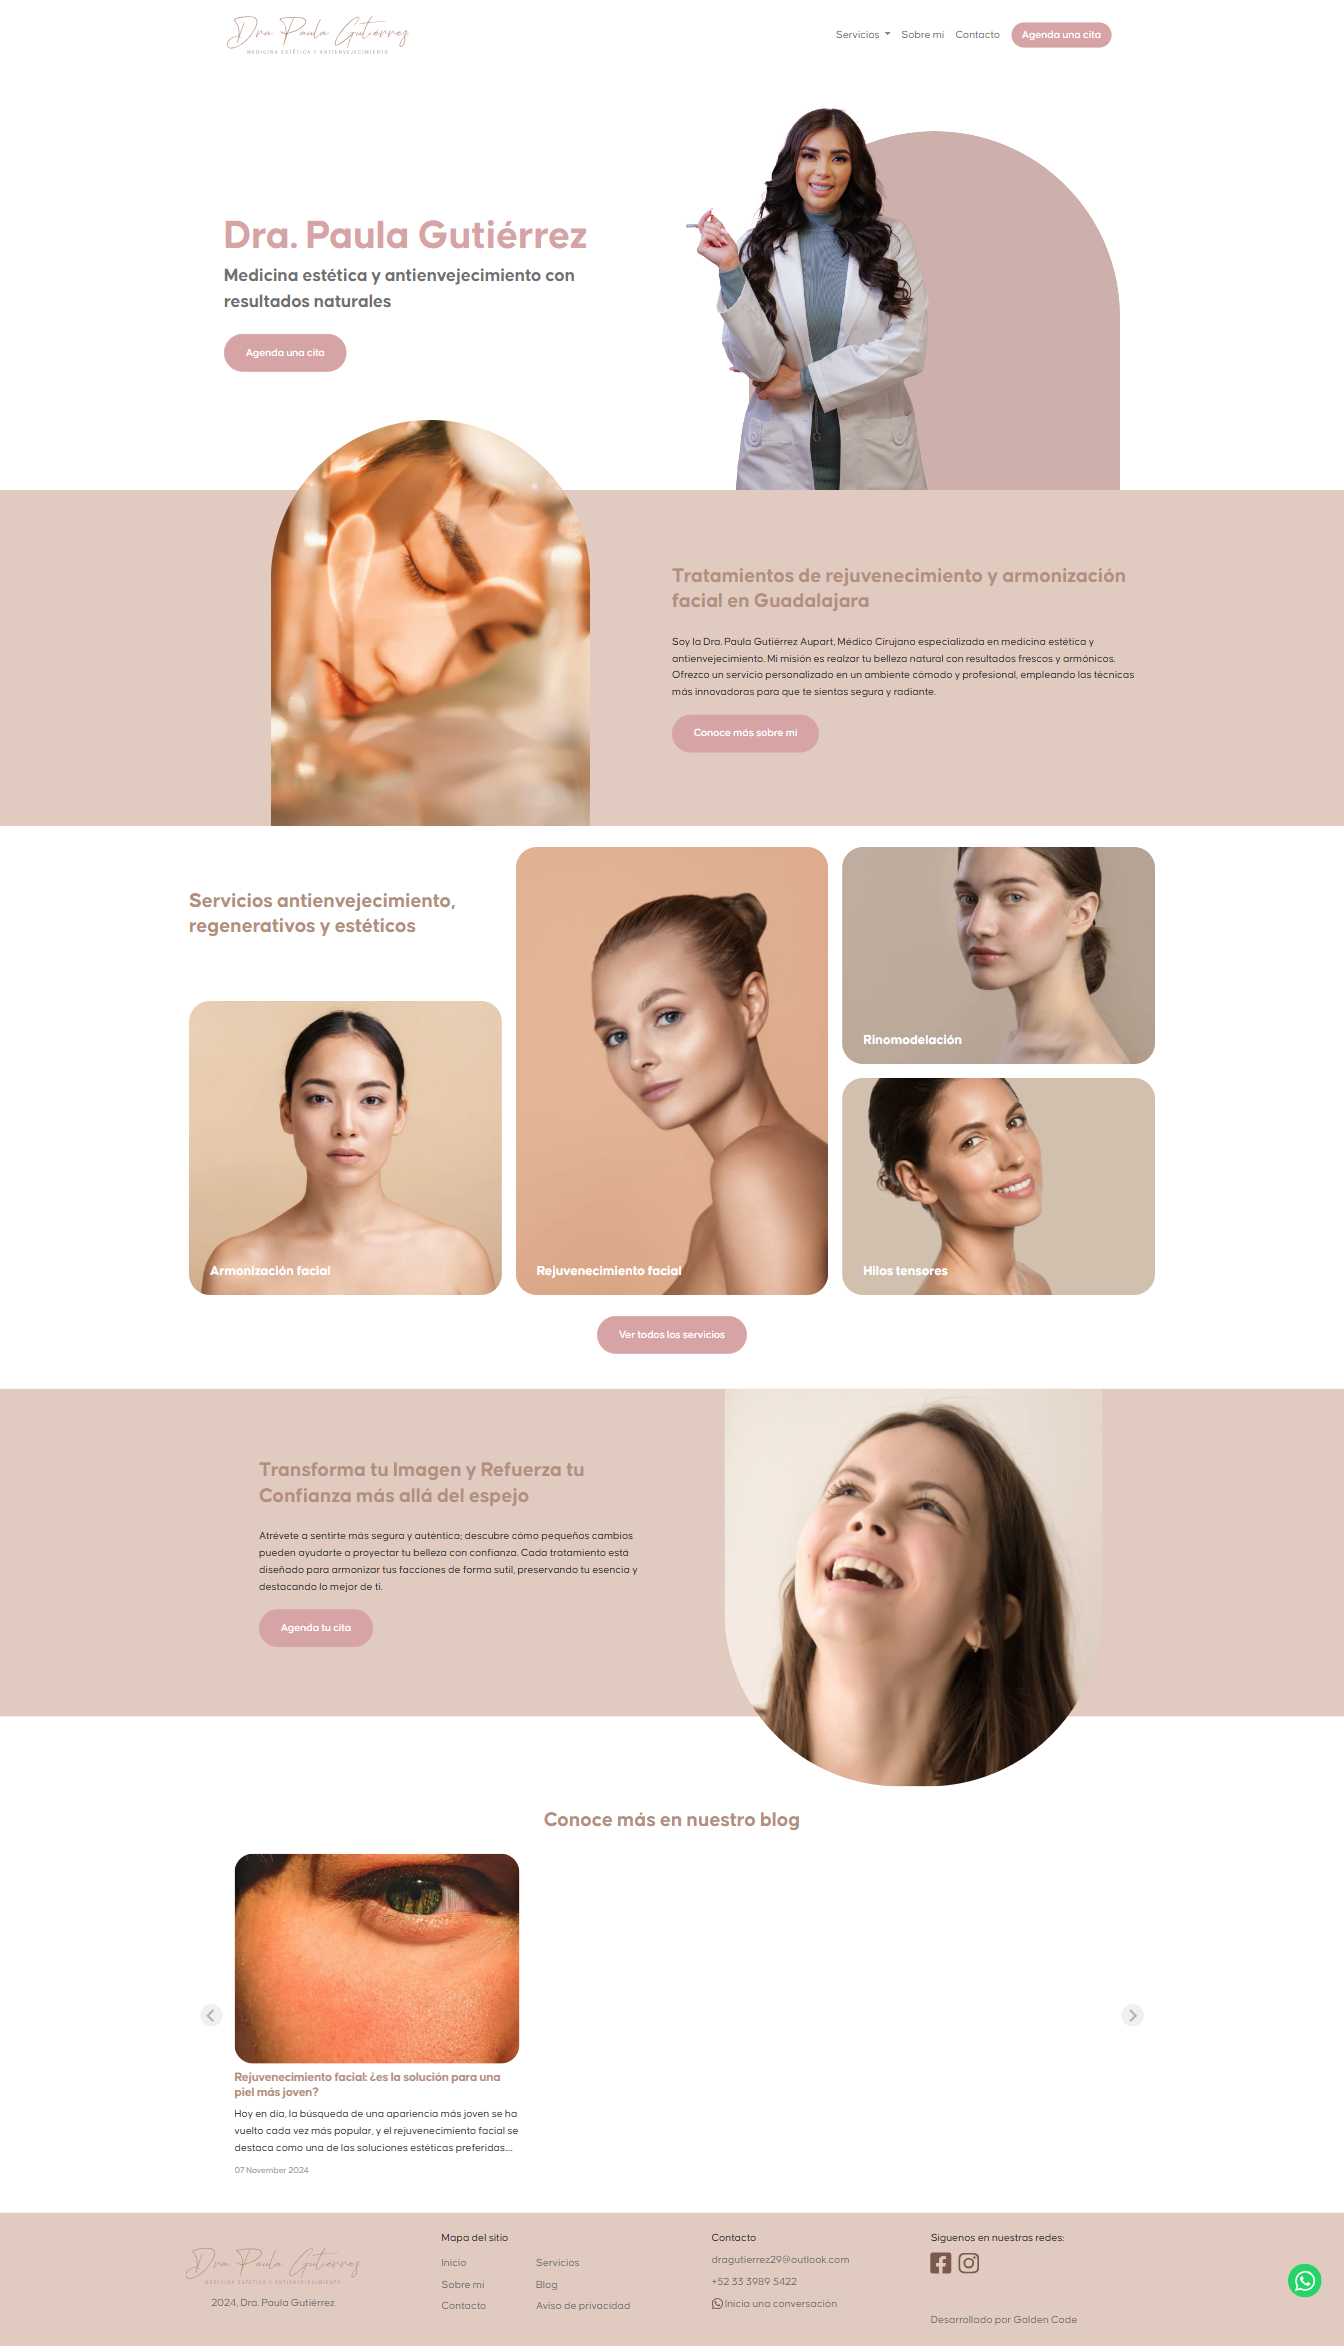 Dra. Paula Gutiérrez
MEDICINA ESTÉTICA Y ANTIENVEJECIMIENTO
Servicios
Sobre mí
Contacto
Agenda una cita
Dra. Paula Gutiérrez
Medicina estética y antienvejecimiento con
resultados naturales
Agenda una cita
Tratamientos de rejuvenecimiento y armonización
facial en Guadalajara
Soy la Dra. Paula Gutiérrez Aupart, Médico Cirujano especializada en medicina estética y
antienvejecimiento. Mi misión es realzar tu belleza natural con resultados frescos y armónicos.
Ofrezco un servicio personalizado en un ambiente cómodo y profesional, empleando las técnicas
más innovadoras para que te sientas segura y radiante.
Conoce más sobre mí
Servicios antienvejecimiento,
regenerativos y estéticos
Armonización facial
Rejuvenecimiento facial
Rinomodelación
Hilos tensores
Ver todos los servicios
Transforma tu Imagen y Refuerza tu
Confianza más allá del espejo
Atrévete a sentirte más segura y auténtica; descubre cómo pequeños cambios
pueden ayudarte a proyectar tu belleza con confianza. Cada tratamiento está
diseñado para armonizar tus facciones de forma sutil, preservando tu esencia y
destacando lo mejor de ti.
Agenda tu cita
Conoce más en nuestro blog
Rejuvenecimiento facial: ¿es la solución para una
piel más joven?
Hoy en día, la búsqueda de una apariencia más joven se ha
vuelto cada vez más popular, y el rejuvenecimiento facial se
destaca como una de las soluciones estéticas preferidas....
07 November 2024
Dra. Paula Gutiérrez
MEDICINA ESTÉTICA Y ANTIENVEJECIMIENTO
2024, Dra. Paula Gutiérrez
Mapa del sitio
Inicio
Sobre mí
Contacto
Servicios
Blog
Aviso de privacidad
Contacto
dragutierrez29@outlook.com
+52 33 3989 5422
Inicia una conversación
Síguenos en nuestras redes:
Desarrollado por Golden Code